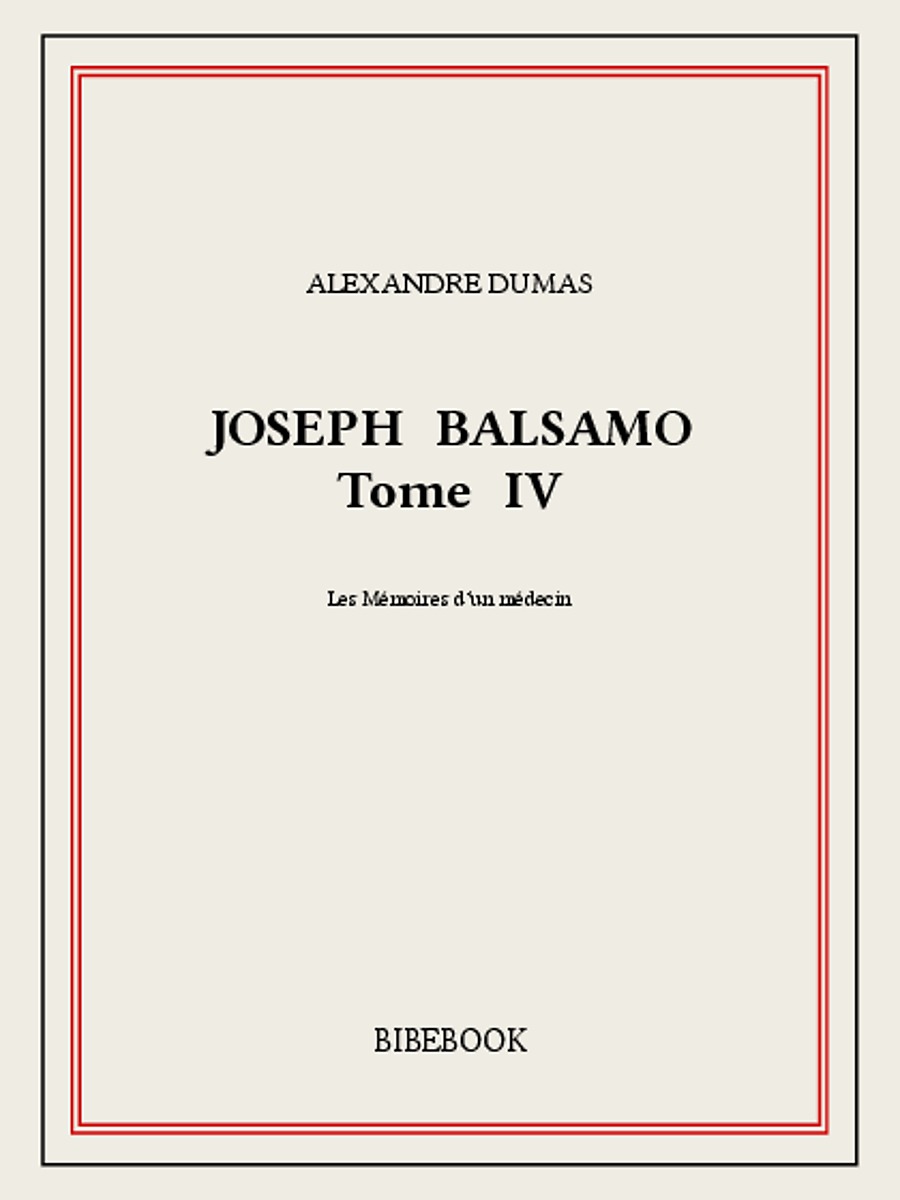 ALEXANDRE DUMAS
JOSEPH BALSAMO
Tome IV
Les Mémoires d'un médecin
BIBEBOOK